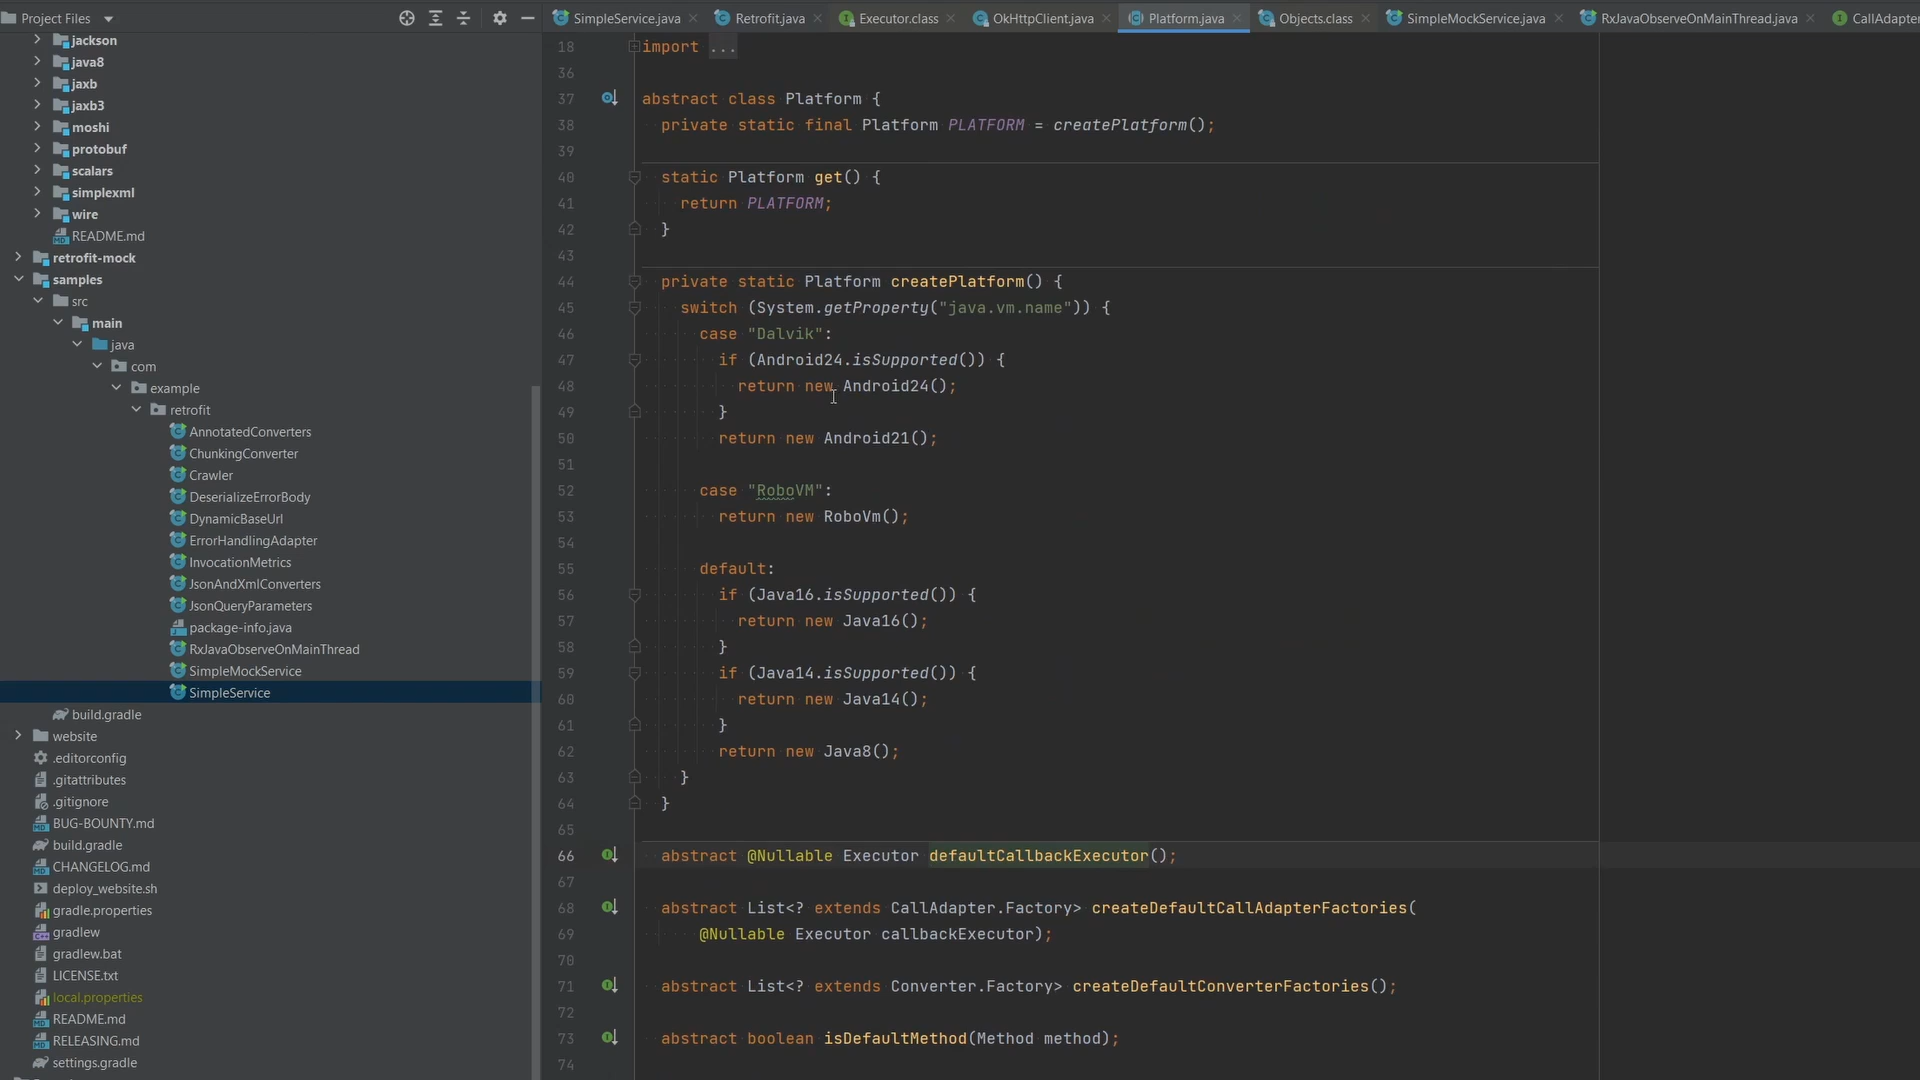 Project Files
SimpleService.java
Retrofit.java
Executor.class
OkHttpClient.java
Platform.java
Objects.class
SimpleMockService.java
RxJavaObserveOnMainThread.java
CallAdapter
jackson
java8
jaxb
jaxb3
moshi
protobuf
scalars
simplexml
wire
README.md
retrofit-mock
samples
src
main
java
com
example
retrofit
AnnotatedConverters
ChunkingConverter
Crawler
DeserializeErrorBody
DynamicBaseUrl
ErrorHandlingAdapter
InvocationMetrics
JsonAndXmlConverters
JsonQueryParameters
package-info.java
RxJavaObserveOnMainThread
SimpleMockService
SimpleService
build.gradle
website
.editorconfig
.gitattributes
.gitignore
BUG-BOUNTY.md
build.gradle
CHANGELOG.md
deploy_website.sh
gradle.properties
gradlew
gradlew.bat
LICENSE.txt
local.properties
README.md
RELEASING.md
settings.gradle
18 import ...
36
37 abstract class Platform {
38 private static final Platform PLATFORM = createPlatform();
39
40 static Platform get() {
41 return PLATFORM;
42 }
43
44 private static Platform createPlatform() {
45 switch (System.getProperty("java.vm.name")) {
46 case "Dalvik":
47 if (Android24.isSupported()) {
48 return new Android24();
49 }
50 return new Android21();
51
52 case "RoboVM":
53 return new RoboVm();
54
55 default:
56 if (Java16.isSupported()) {
57 return new Java16();
58 }
59 if (Java14.isSupported()) {
60 return new Java14();
61 }
62 return new Java8();
63 }
64 }
65
66 abstract @Nullable Executor defaultCallbackExecutor();
67
68 abstract List<? extends CallAdapter.Factory> createDefaultCallAdapterFactories(
69 @Nullable Executor callbackExecutor);
70
71 abstract List<? extends Converter.Factory> createDefaultConverterFactories();
72
73 abstract boolean isDefaultMethod(Method method);
74